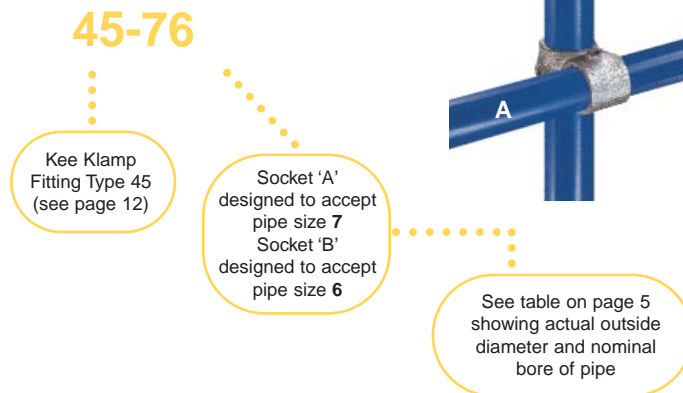 45-76
A
Kee Klamp
Fitting Type 45
(see page 12)
Socket ‘A’
designed to accept
pipe size 7
Socket ‘B’
designed to accept
pipe size 6
See table on page 5
showing actual outside
diameter and nominal
bore of pipe